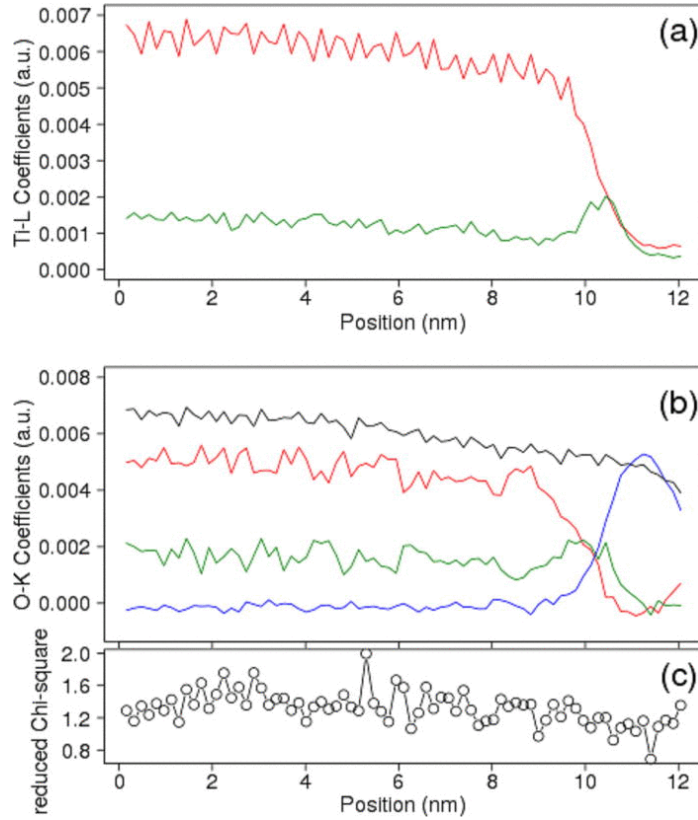 (a)
Ti-L Coefficients (a.u.)
0.007
0.006
0.005
0.004
0.003
0.002
0.001
0.000
0 2 4 6 8 10 12
Position (nm)
(b)
O-K Coefficients (a.u.)
0.008
0.006
0.004
0.002
0.000
(c)
reduced Chi-square
2.0
1.6
1.2
0.8
0 2 4 6 8 10 12
Position (nm)